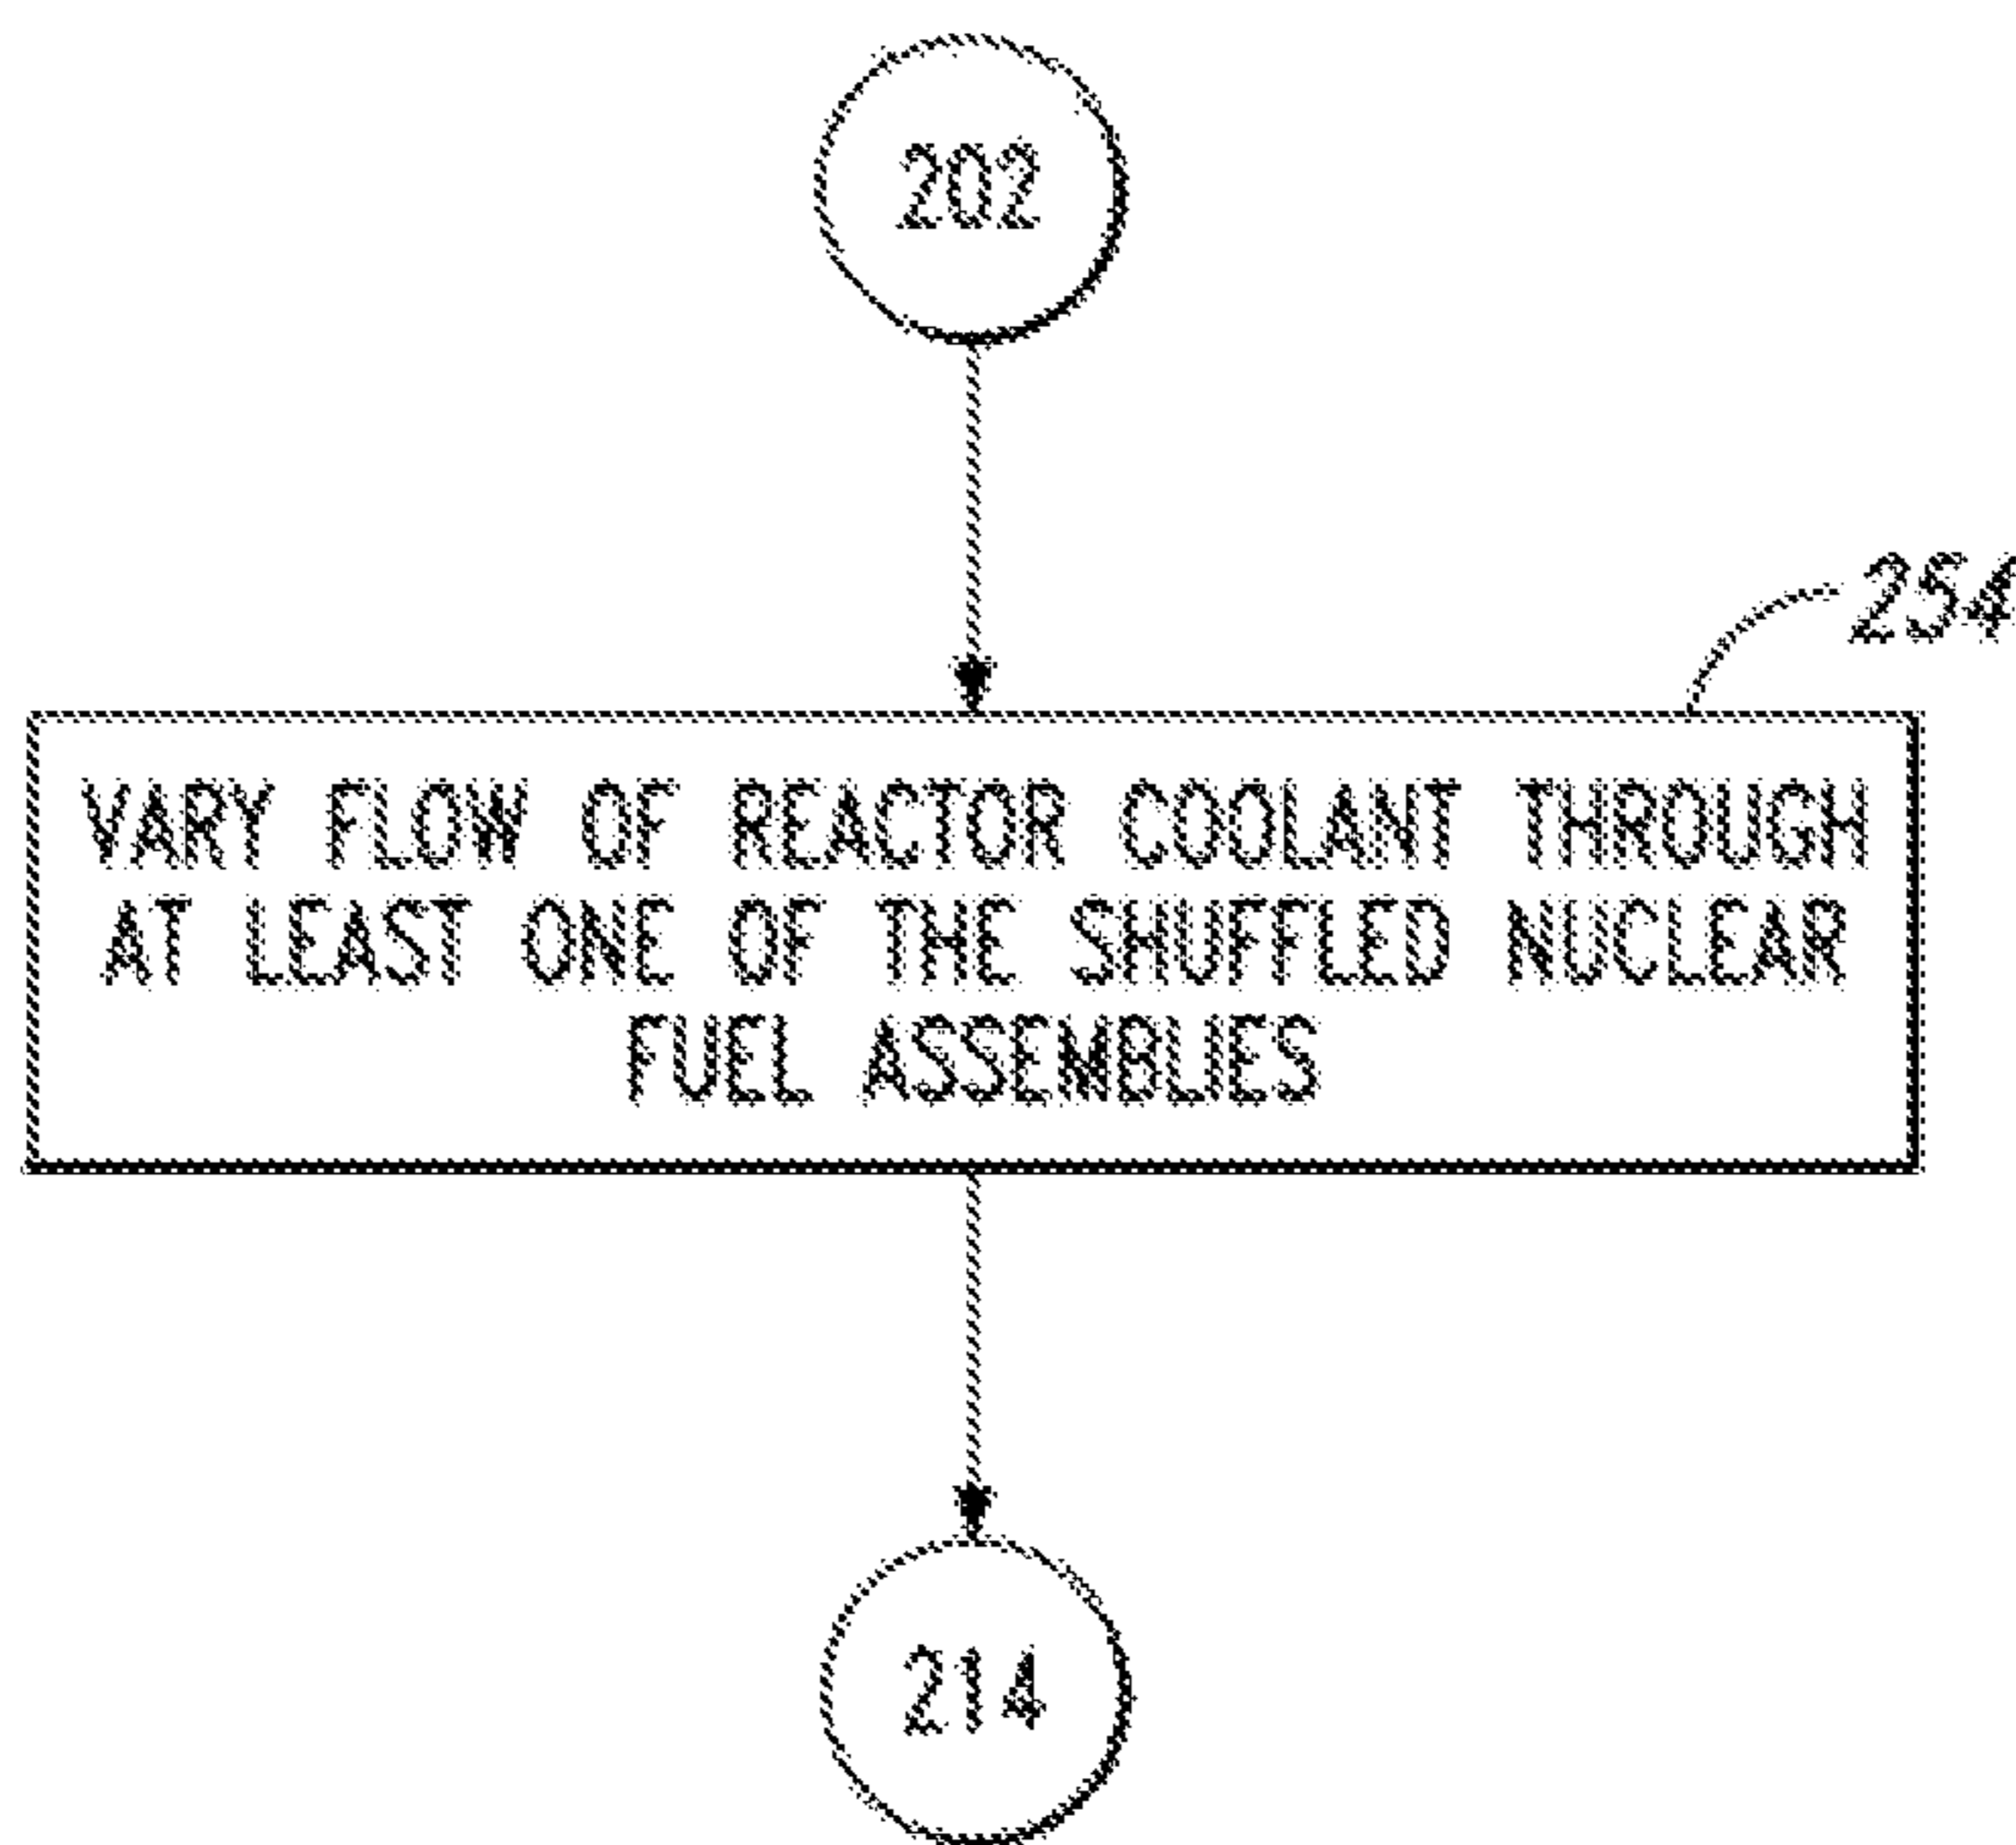 202
254
VARY FLOW OF REACTOR COOLANT THROUGH
AT LEAST ONE OF THE SHUFFLED NUCLEAR
FUEL ASSEMBLIES
214